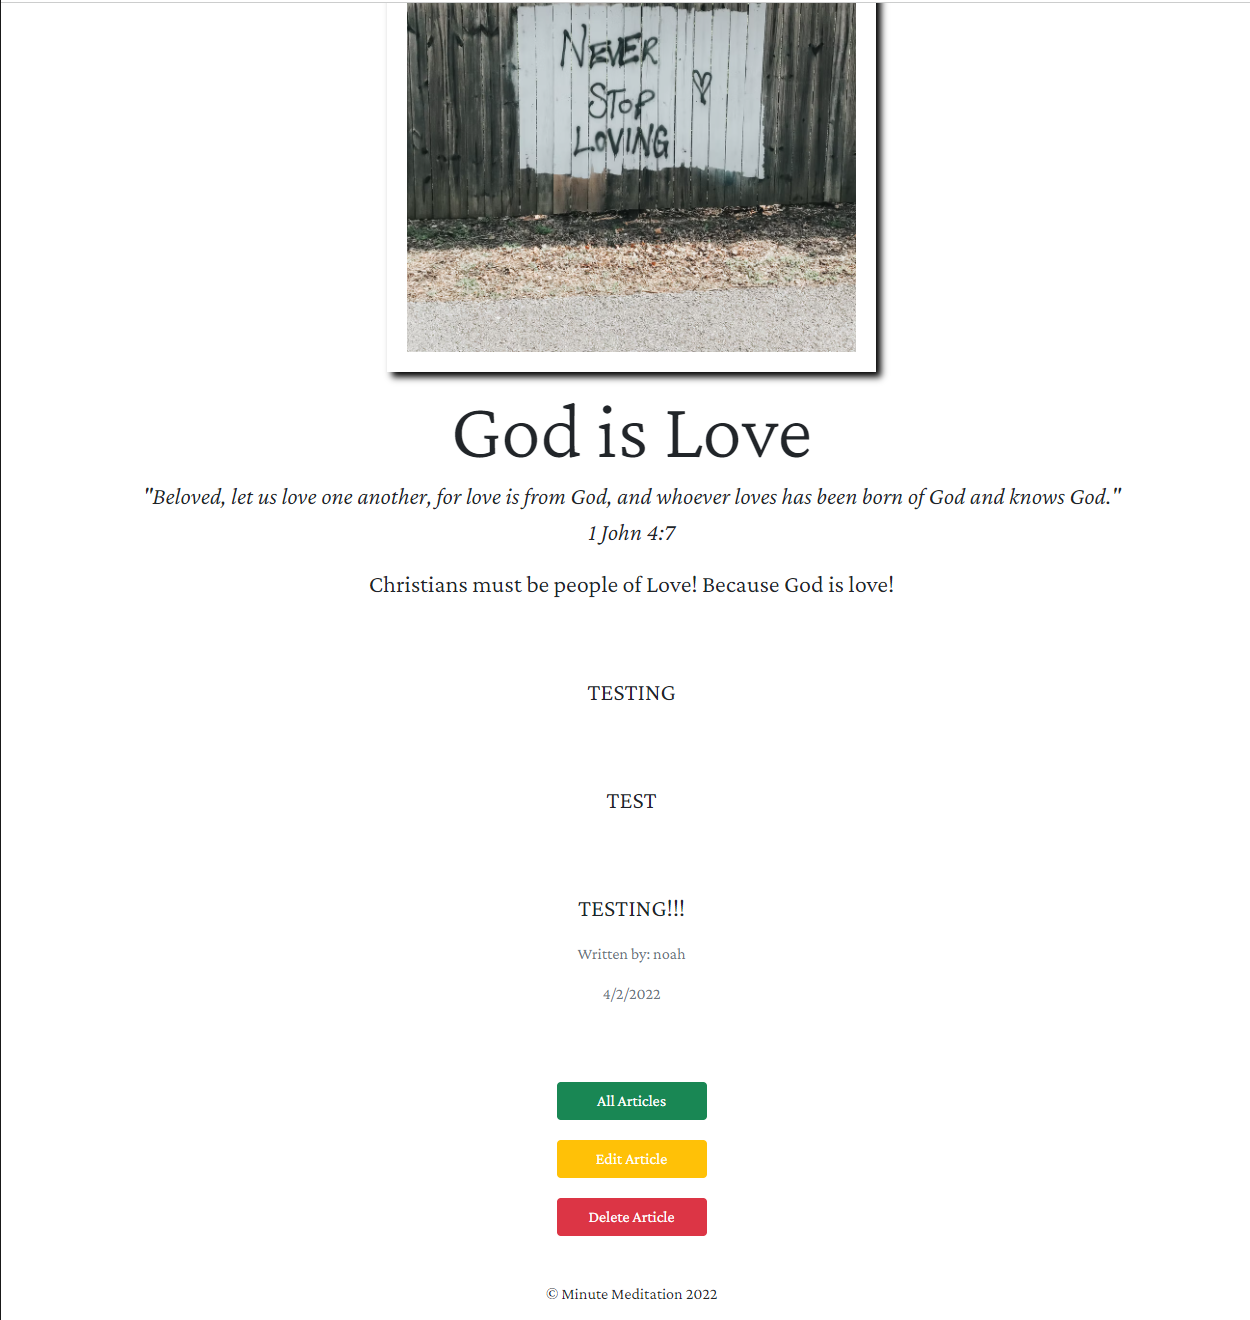 NEVER
STOP
LOVING
God is Love
"Beloved, let us love one another, for love is from God, and whoever loves has been born of God and knows God."
1 John 4:7
Christians must be people of Love! Because God is love!
TESTING
TEST
TESTING!!!
Written by: noah
4/2/2022
All Articles
Edit Article
Delete Article
© Minute Meditation 2022